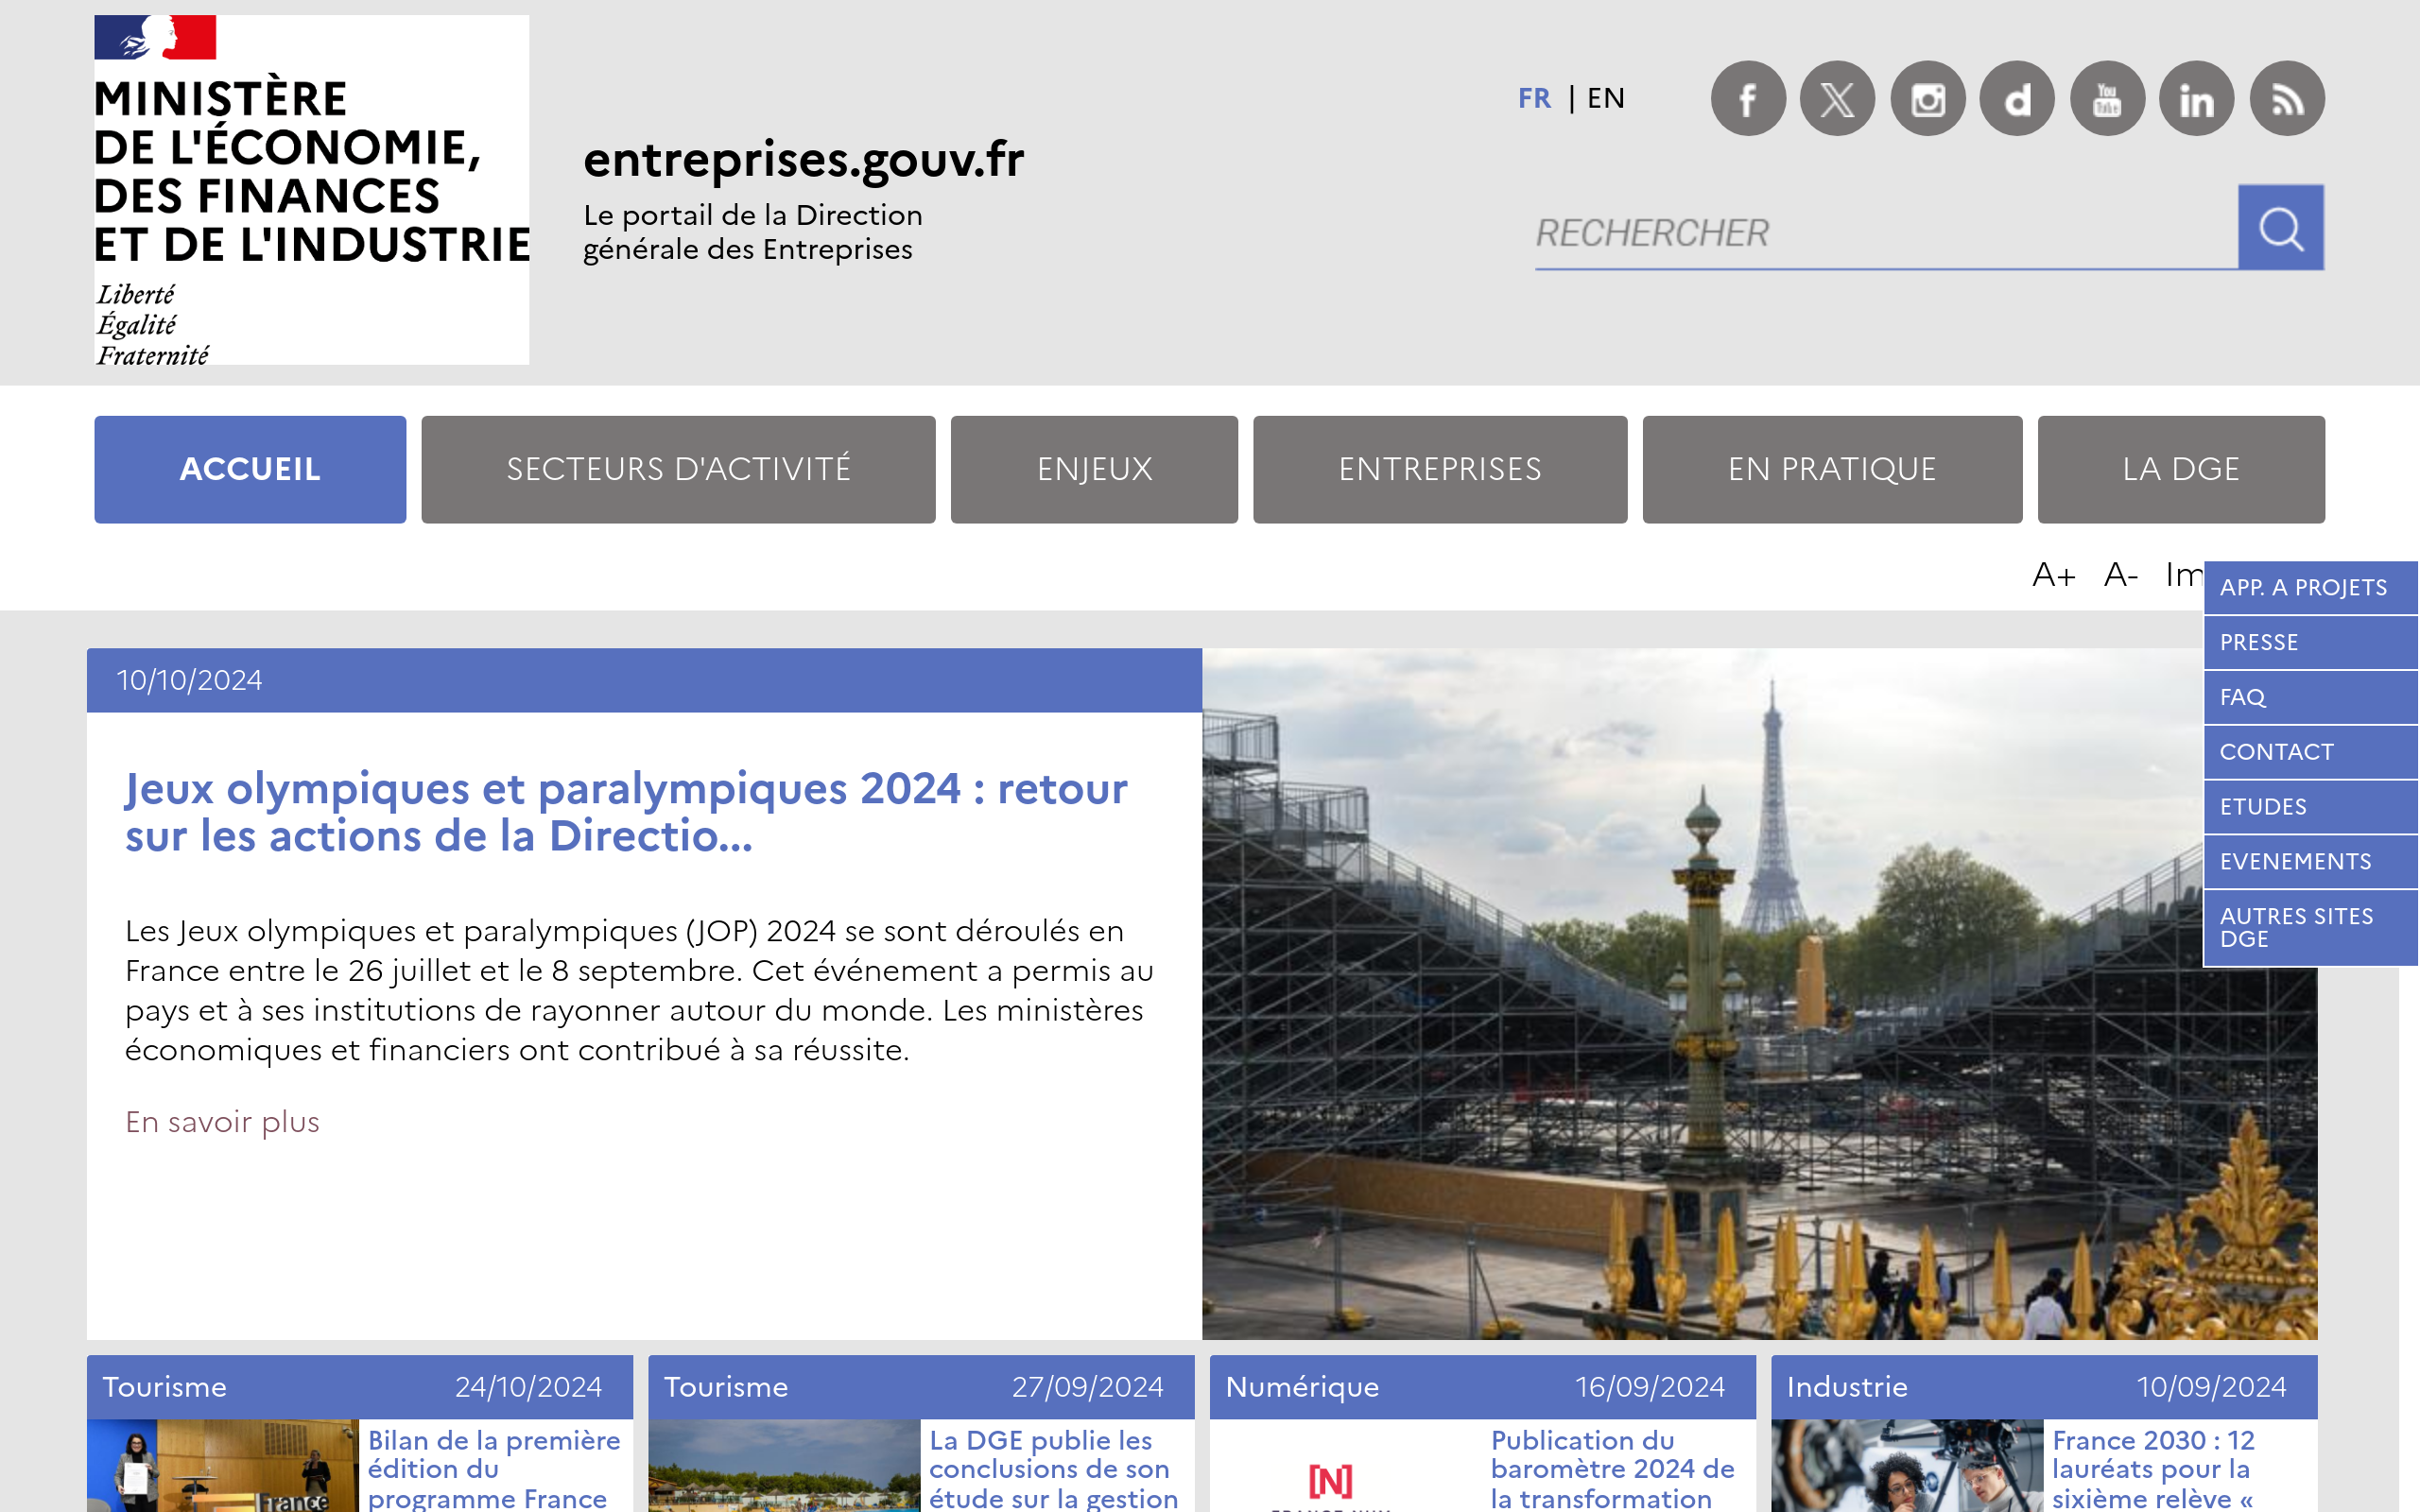 MINISTÈRE
DE L'ÉCONOMIE,
DES FINANCES
ET DE L'INDUSTRIE
Liberté
Égalité
Fraternité
entreprises.gouv.fr
Le portail de la Direction
générale des Entreprises
FR | EN
RECHERCHER
ACCUEIL
SECTEURS D'ACTIVITÉ
ENJEUX
ENTREPRISES
EN PRATIQUE
LA DGE
A+ A-
APP. A PROJETS
PRESSE
FAQ
CONTACT
ETUDES
EVENEMENTS
AUTRES SITES
DGE
10/10/2024
Jeux olympiques et paralympiques 2024 : retour
sur les actions de la Directio...
Les Jeux olympiques et paralympiques (JOP) 2024 se sont déroulés en
France entre le 26 juillet et le 8 septembre. Cet événement a permis au
pays et à ses institutions de rayonner autour du monde. Les ministères
économiques et financiers ont contribué à sa réussite.
En savoir plus
Tourisme 24/10/2024
Bilan de la première
édition du
programme France
Tourisme 27/09/2024
La DGE publie les
conclusions de son
étude sur la gestion
Numérique 16/09/2024
[N]
Publication du
baromètre 2024 de
la transformation
Industrie 10/09/2024
France 2030 : 12
lauréats pour la
sixième relève «